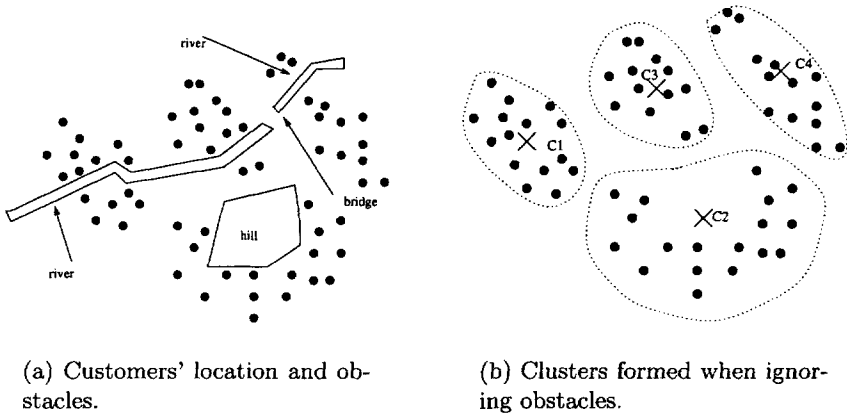 river
bridge
hill
river
C3
C4
C1
C2
(a) Customers' location and ob-
stacles.
(b) Clusters formed when ignor-
ing obstacles.